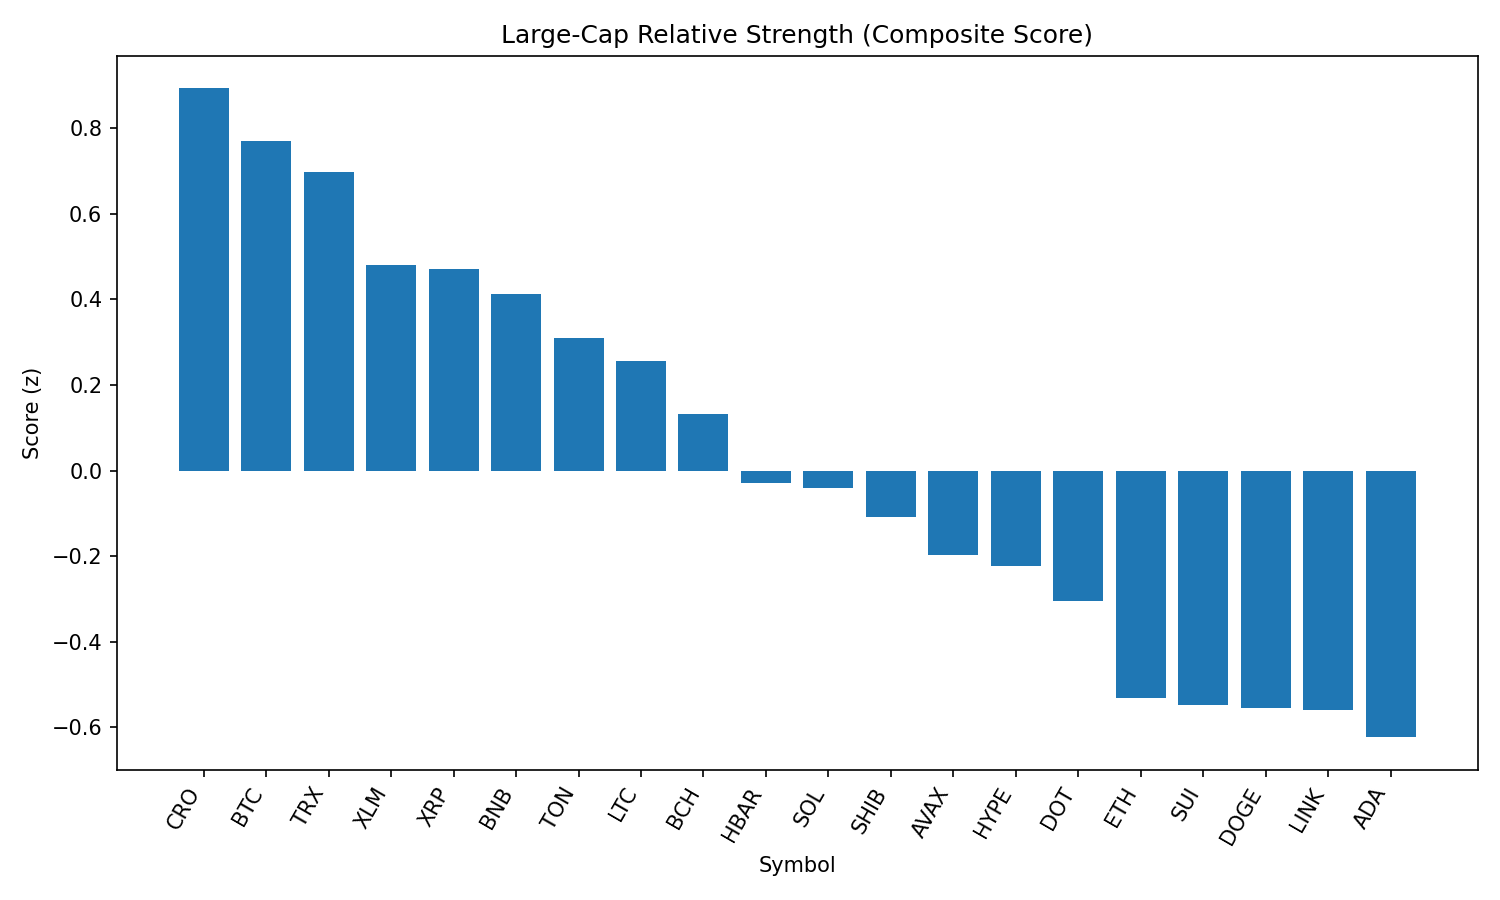 Large-Cap Relative Strength (Composite Score)
Score (z)
0.8
0.6
0.4
0.2
0.0
−0.2
−0.4
−0.6
CRO
BTC
TRX
XLM
XRP
BNB
TON
LTC
BCH
HBAR
SOL
SHIB
AVAX
HYPE
DOT
ETH
SUI
DOGE
LINK
ADA
Symbol